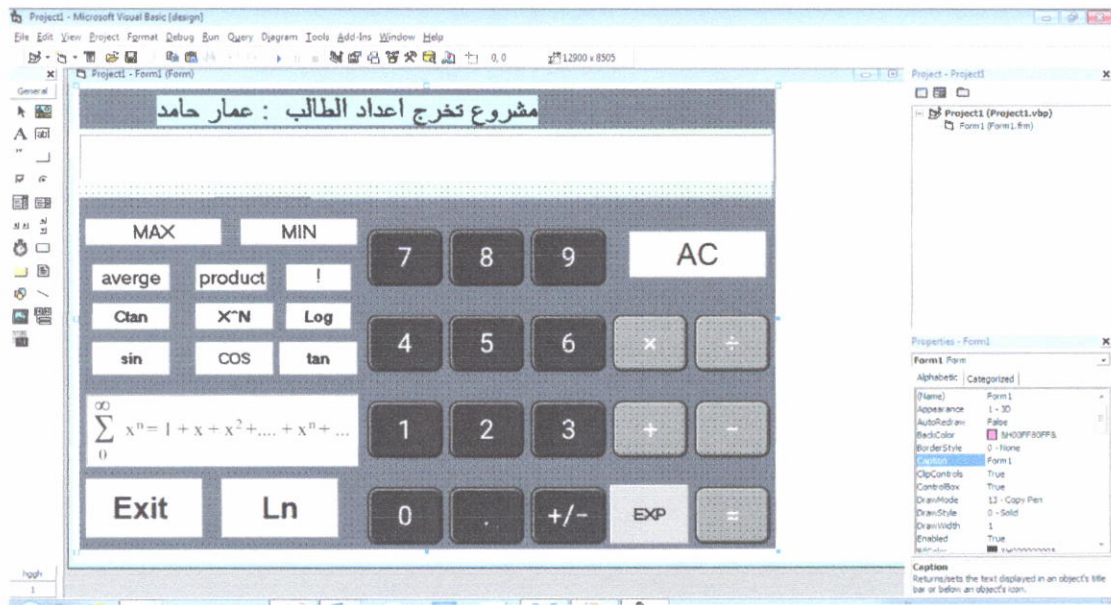 Project1 - Microsoft Visual Basic [design]
File Edit View Project Format Debug Run Query Diagram Tools Add-Ins Window Help
0, 0 12900 x 8505
General
Project1 - Form1 (Form)
مشروع تخرج اعداد الطالب : عمار حامد
MAX MIN
7 8 9 AC
averge product !
Ctan X^N Log
4 5 6 × ÷
sin COS tan
∞
∑ xⁿ = 1 + x + x² +.... + xⁿ + ...
0
1 2 3 + −
Exit Ln
0 . +/− EXP =
hggh
1
Project - Project1
Project1 (Project1.vbp)
Form1 (Form1.frm)
Properties - Form1
Form1 Form
Alphabetic Categorized
(Name) Form1
Appearance 1 - 3D
AutoRedraw False
BackColor &H00FF80FF&
BorderStyle 0 - None
Caption Form1
ClipControls True
ControlBox True
DrawMode 13 - Copy Pen
DrawStyle 0 - Solid
DrawWidth 1
Enabled True
Caption
Returns/sets the text displayed in an object's title
bar or below an object's icon.